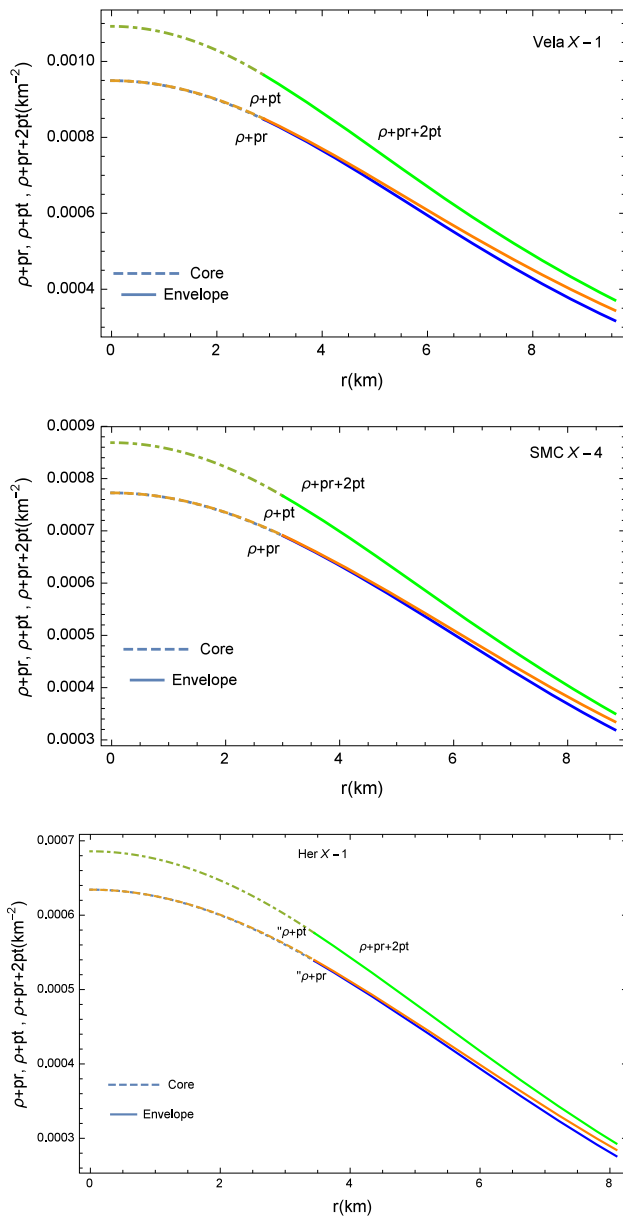 Vela X-1
0.0010
0.0008
0.0006
0.0004
ρ+pr, ρ+pt , ρ+pr+2pt(km⁻²)
ρ+pt
ρ+pr
ρ+pr+2pt
Core
Envelope
0 2 4 6 8
r(km)
SMC X-4
0.0009
0.0008
0.0007
0.0006
0.0005
0.0004
0.0003
ρ+pr, ρ+pt , ρ+pr+2pt(km⁻²)
ρ+pr+2pt
ρ+pt
ρ+pr
Core
Envelope
0 2 4 6 8
r(km)
Her X-1
0.0007
0.0006
0.0005
0.0004
0.0003
ρ+pr, ρ+pt , ρ+pr+2pt(km⁻²)
"ρ+pt
ρ+pr+2pt
"ρ+pr
Core
Envelope
0 2 4 6 8
r(km)